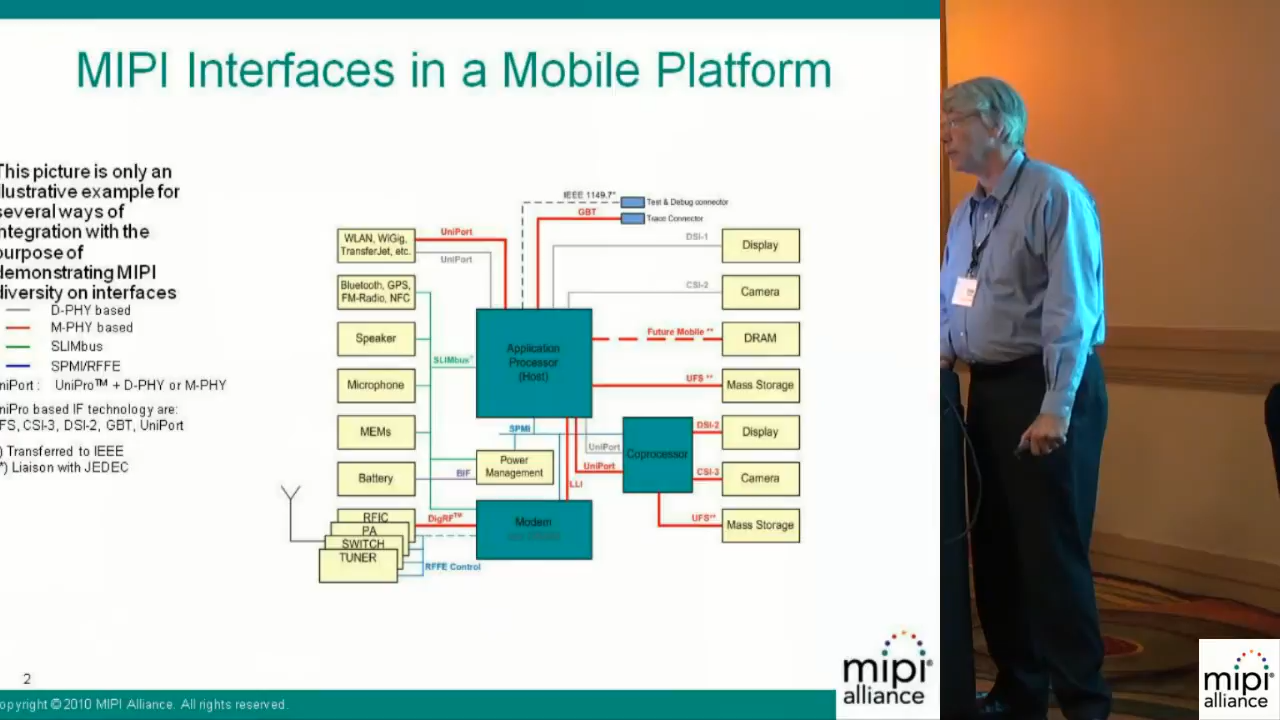 MIPI Interfaces in a Mobile Platform
This picture is only an
llustrative example for
several ways of
ntegration with the
purpose of
demonstrating MIPI
diversity on interfaces
D-PHY based
M-PHY based
SLIMbus
SPMI/RFFE
niPort : UniPro™ + D-PHY or M-PHY
niPro based IF technology are:
FS, CSI-3, DSI-2, GBT, UniPort
) Transferred to IEEE
*) Liaison with JEDEC
IEEE 1149.7*
Test & Debug connector
GBT
Trace Connector
WLAN, WiGig,
TransferJet, etc.
UniPort
UniPort
DSI-1
Display
Bluetooth, GPS,
FM-Radio, NFC
CSI-2
Camera
Speaker
SLIMbus
Application
Processor
(Host)
Future Mobile **
DRAM
Microphone
UFS **
Mass Storage
MEMs
SPMI
UniPort
UniPort
LLI
Coprocessor
DSI-2
Display
Battery
BIF
Power
Management
CSI-3
Camera
RFIC
PA
SWITCH
TUNER
DigRF™
RFFE Control
Modem
UFS**
Mass Storage
2
opyright © 2010 MIPI Alliance. All rights reserved.
mipi®
alliance
mipi
alliance